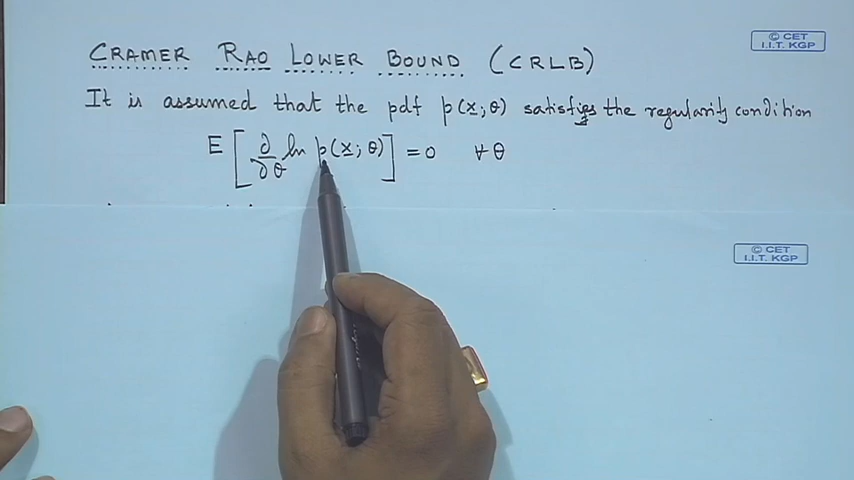 © CET
I.I.T. KGP
CRAMER RAO LOWER BOUND (CRLB)
It is assumed that the pdf p(x; θ) satisfies the regularity condition
E [ ∂/∂θ ln p(x; θ) ] = 0 ∀ θ
© CET
I.I.T. KGP